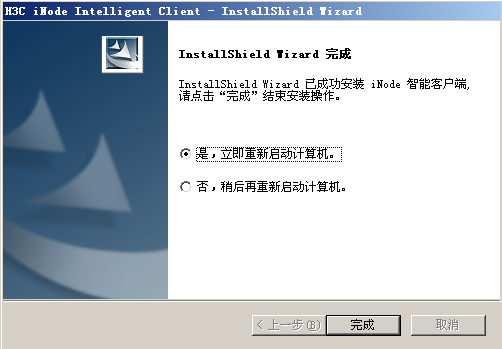 H3C iNode Intelligent Client - InstallShield Wizard
InstallShield Wizard 完成
InstallShield Wizard 已成功安装 iNode 智能客户端,
请点击“完成”结束安装操作。
是，立即重新启动计算机。
否，稍后再重新启动计算机。
< 上一步(B)
完成
取消